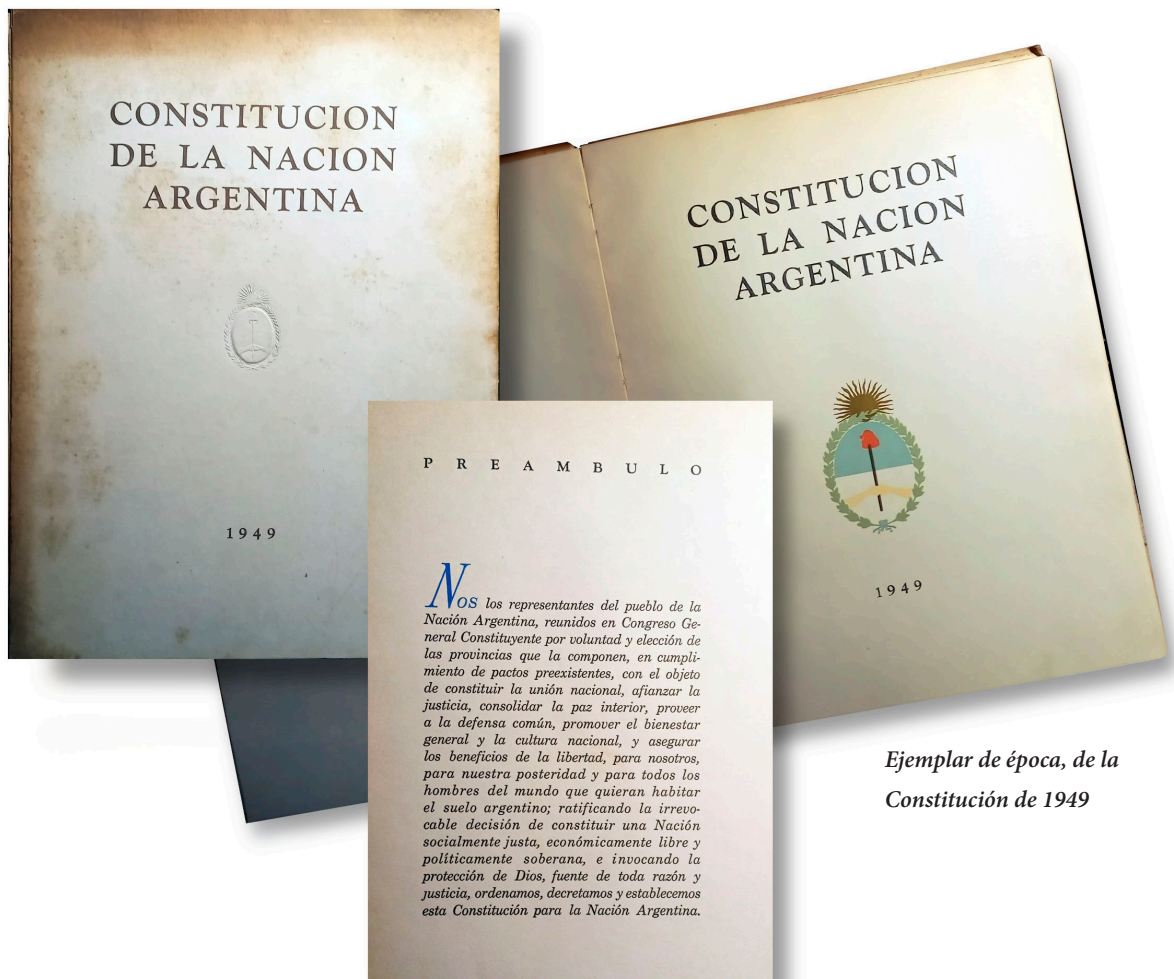 CONSTITUCION
DE LA NACION
ARGENTINA
1949
CONSTITUCION
DE LA NACION
ARGENTINA
1949
PREAMBULO
Nos los representantes del pueblo de la
Nación Argentina, reunidos en Congreso Ge-
neral Constituyente por voluntad y elección de
las provincias que la componen, en cumpli-
miento de pactos preexistentes, con el objeto
de constituir la unión nacional, afianzar la
justicia, consolidar la paz interior, proveer
a la defensa común, promover el bienestar
general y la cultura nacional, y asegurar
los beneficios de la libertad, para nosotros,
para nuestra posteridad y para todos los
hombres del mundo que quieran habitar
el suelo argentino; ratificando la irrevo-
cable decisión de constituir una Nación
socialmente justa, económicamente libre y
políticamente soberana, e invocando la
protección de Dios, fuente de toda razón y
justicia, ordenamos, decretamos y establecemos
esta Constitución para la Nación Argentina.
Ejemplar de época, de la
Constitución de 1949